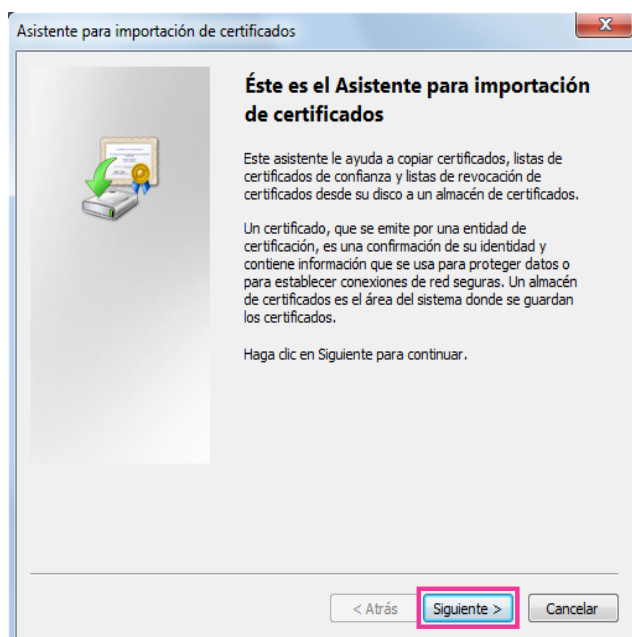 Asistente para importación de certificados
Éste es el Asistente para importación
de certificados
Este asistente le ayuda a copiar certificados, listas de
certificados de confianza y listas de revocación de
certificados desde su disco a un almacén de certificados.
Un certificado, que se emite por una entidad de
certificación, es una confirmación de su identidad y
contiene información que se usa para proteger datos o
para establecer conexiones de red seguras. Un almacén
de certificados es el área del sistema donde se guardan
los certificados.
Haga clic en Siguiente para continuar.
< Atrás Siguiente > Cancelar